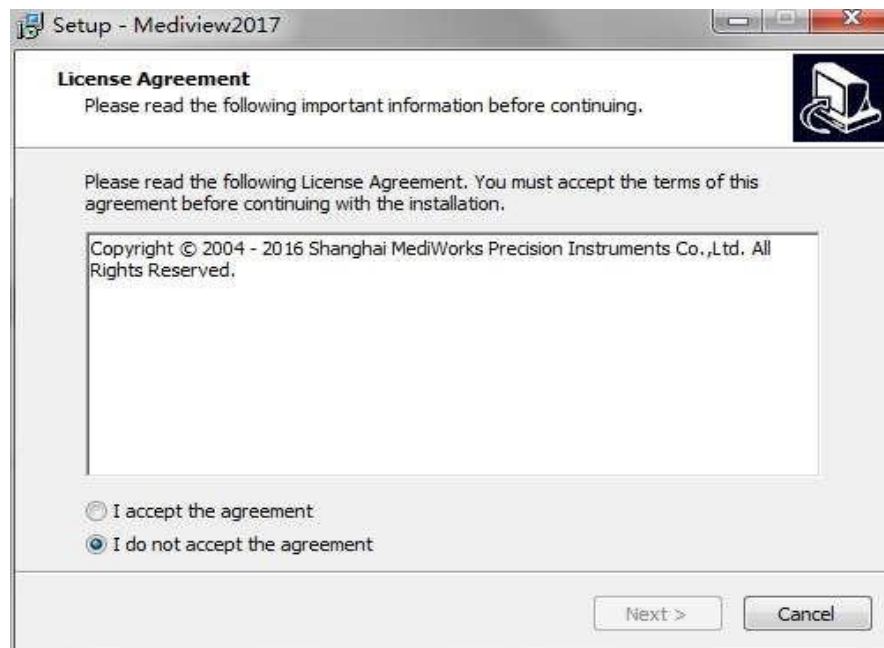 Setup - Mediview2017
License Agreement
Please read the following important information before continuing.
Please read the following License Agreement. You must accept the terms of this
agreement before continuing with the installation.
Copyright © 2004 - 2016 Shanghai MediWorks Precision Instruments Co.,Ltd. All
Rights Reserved.
I accept the agreement
I do not accept the agreement
Next >
Cancel